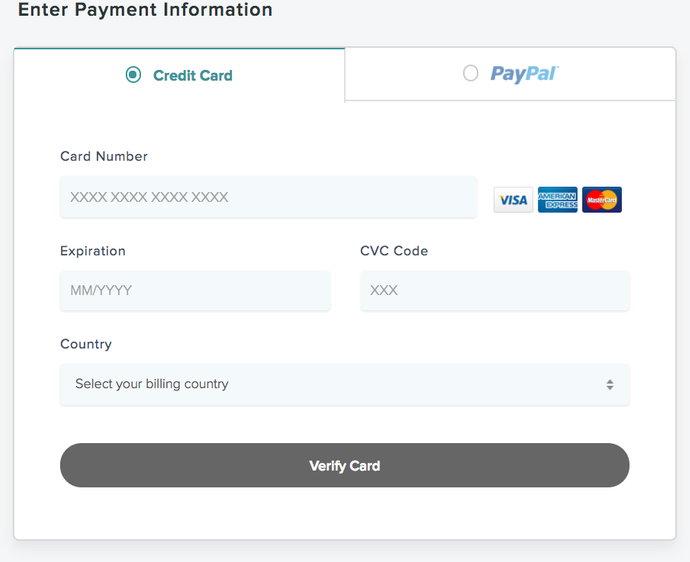 Enter Payment Information
Credit Card
PayPal™
Card Number
XXXX XXXX XXXX XXXX
VISA
AMERICAN
EXPRESS
MasterCard
Expiration
CVC Code
MM/YYYY
XXX
Country
Select your billing country
Verify Card